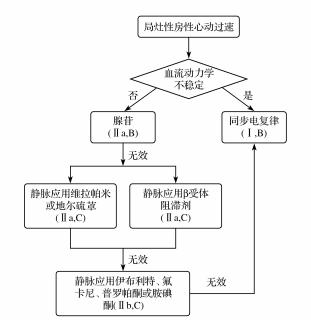 局灶性房性心动过速
血流动力学
不稳定
否
是
腺苷
(Ⅱa,B)
同步电复律
(Ⅰ,B)
无效
静脉应用维拉帕米
或地尔硫䓬
(Ⅱa,C)
静脉应用β受体
阻滞剂
(Ⅱa,C)
无效
静脉应用伊布利特、氟
卡尼、普罗帕酮或胺碘
酮(Ⅱb,C)
无效